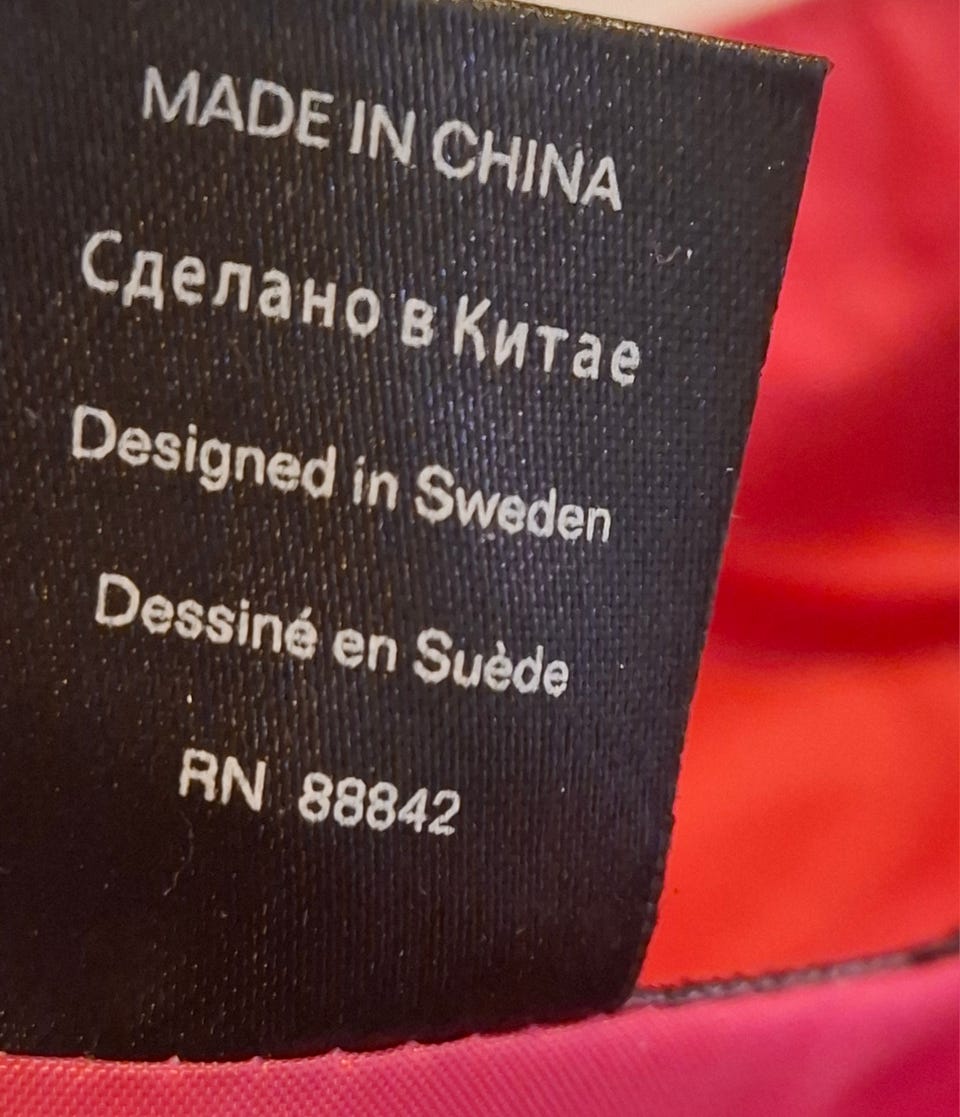 MADE IN CHINA
Сделано в Китае
Designed in Sweden
Dessiné en Suède
RN 88842